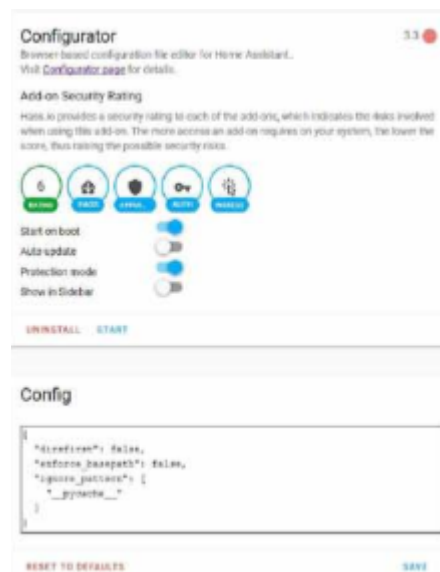 Configurator
3.3
Browser-based configuration file editor for Home Assistant.
Visit Configurator page for details.
Add-on Security Rating
Hass.io provides a security rating to each of the add-ons, which indicates the risks involved
when using this add-on. The more access an add-on requires on your system, the lower the
score, thus raising the possible security risks.
6
RATING
HASS
AUTH
INGRESS
Start on boot
Auto update
Protection mode
Show in Sidebar
UNINSTALL START
Config
{
"dirsfirst": false,
"enforce_basepath": false,
"ignore_pattern": [
"__pycache__"
]
}
RESET TO DEFAULTS
SAVE